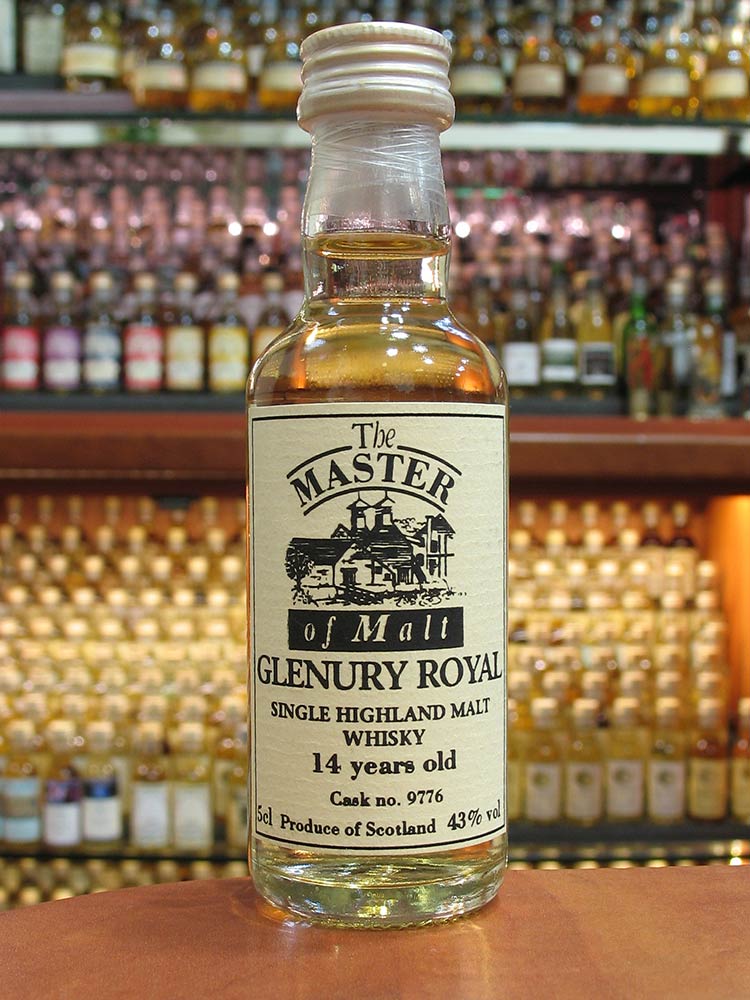 The
MASTER
of Malt
GLENURY ROYAL
SINGLE HIGHLAND MALT
WHISKY
14 years old
Cask no. 9776
5cl Produce of Scotland 43% vol